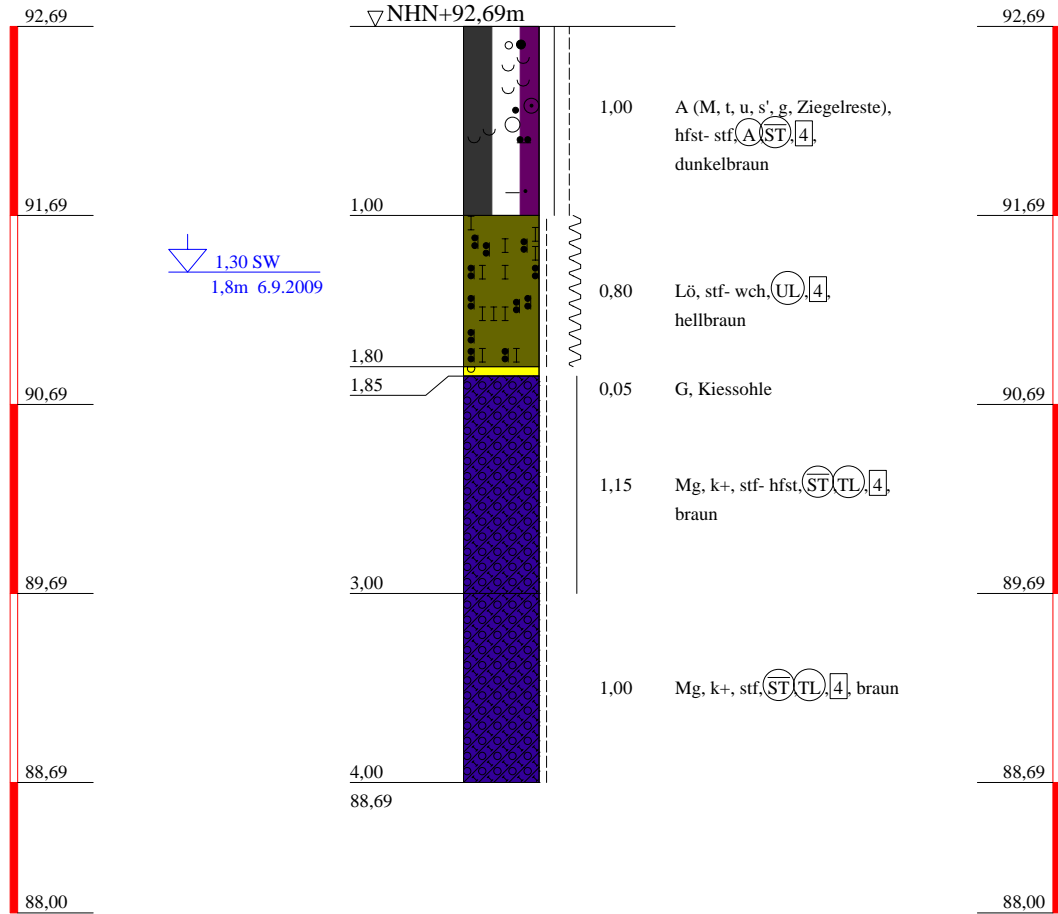 92,69
NHN+92,69m
92,69
1,00 A (M, t, u, s', g, Ziegelreste),
hfst- stf, A, S̅T̅, 4,
dunkelbraun
91,69
1,00
91,69
1,30 SW
1,8m 6.9.2009
0,80 Lö, stf- wch, UL, 4,
hellbraun
1,80
1,85
0,05 G, Kiessohle
90,69
90,69
1,15 Mg, k+, stf- hfst, S̅T̅, TL, 4,
braun
89,69
3,00
89,69
1,00 Mg, k+, stf, S̅T̅, TL, 4, braun
88,69
4,00
88,69
88,69
88,00
88,00